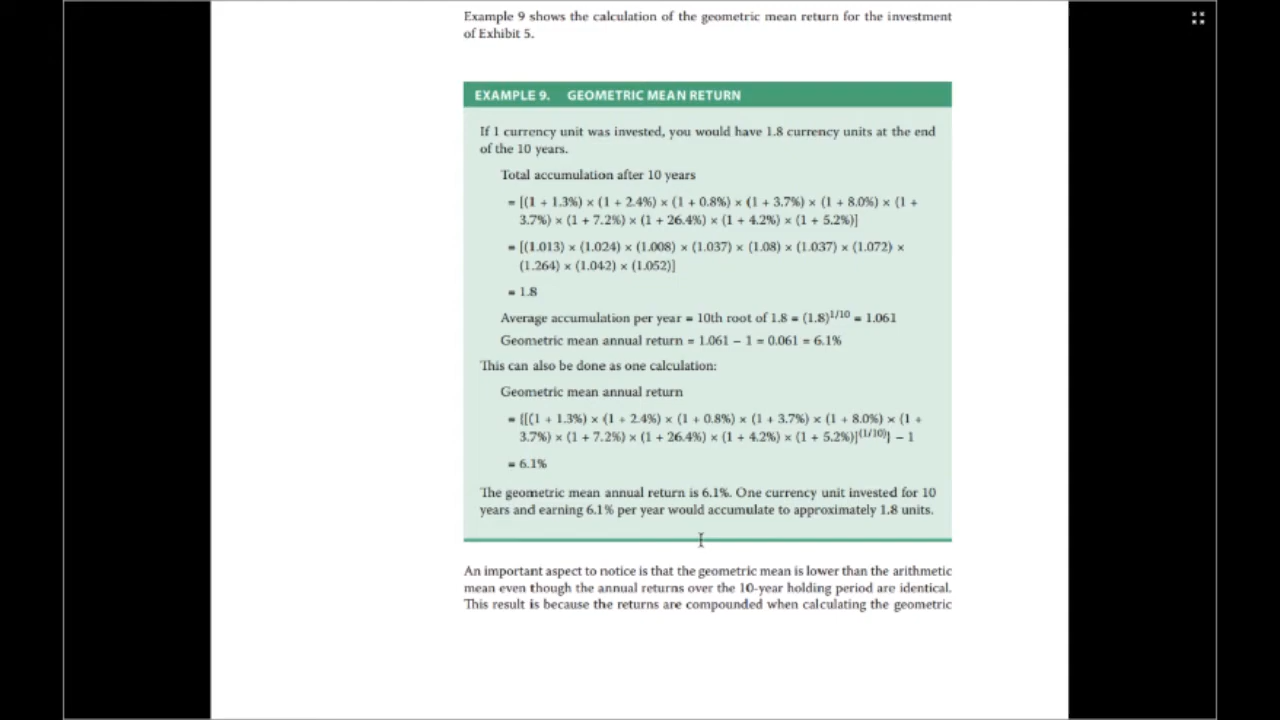 Example 9 shows the calculation of the geometric mean return for the investment
of Exhibit 5.
EXAMPLE 9. GEOMETRIC MEAN RETURN
If 1 currency unit was invested, you would have 1.8 currency units at the end
of the 10 years.
Total accumulation after 10 years
= [(1 + 1.3%) × (1 + 2.4%) × (1 + 0.8%) × (1 + 3.7%) × (1 + 8.0%) × (1 +
3.7%) × (1 + 7.2%) × (1 + 26.4%) × (1 + 4.2%) × (1 + 5.2%)]
= [(1.013) × (1.024) × (1.008) × (1.037) × (1.08) × (1.037) × (1.072) ×
(1.264) × (1.042) × (1.052)]
= 1.8
Average accumulation per year = 10th root of 1.8 = (1.8)^1/10 = 1.061
Geometric mean annual return = 1.061 − 1 = 0.061 = 6.1%
This can also be done as one calculation:
Geometric mean annual return
= [[(1 + 1.3%) × (1 + 2.4%) × (1 + 0.8%) × (1 + 3.7%) × (1 + 8.0%) × (1 +
3.7%) × (1 + 7.2%) × (1 + 26.4%) × (1 + 4.2%) × (1 + 5.2%)]^(1/10)] − 1
= 6.1%
The geometric mean annual return is 6.1%. One currency unit invested for 10
years and earning 6.1% per year would accumulate to approximately 1.8 units.
An important aspect to notice is that the geometric mean is lower than the arithmetic
mean even though the annual returns over the 10-year holding period are identical.
This result is because the returns are compounded when calculating the geometric